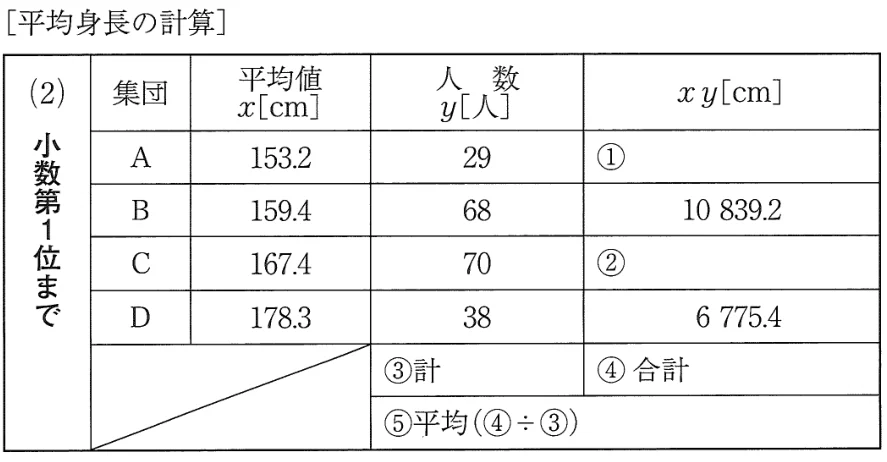 [平均身長の計算]
(2) 小数第1位まで
集団 平均値 x[cm] 人 数 y[人] x y[cm]
A 153.2 29 ①
B 159.4 68 10 839.2
C 167.4 70 ②
D 178.3 38 6 775.4
③計 ④ 合計
⑤平均(④÷③)